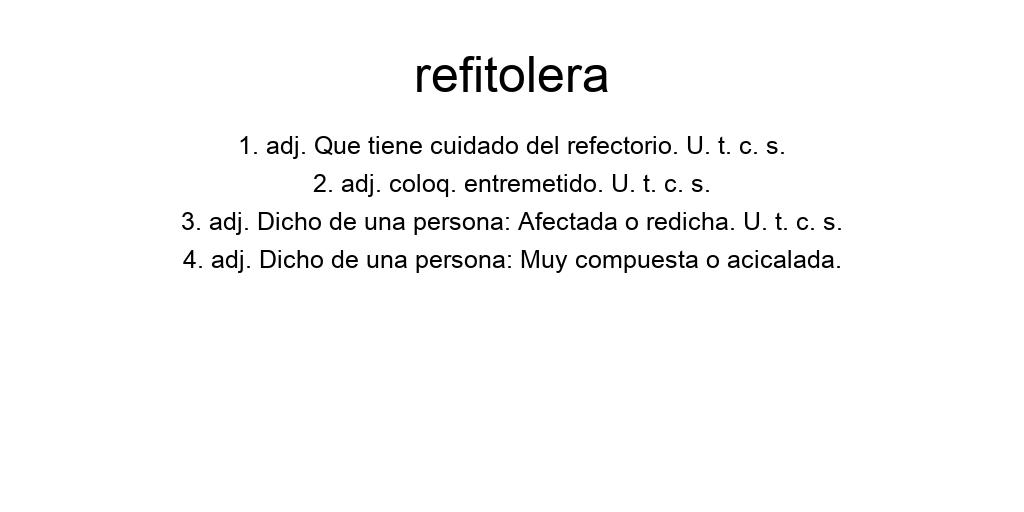 refitolera
1. adj. Que tiene cuidado del refectorio. U. t. c. s.
2. adj. coloq. entremetido. U. t. c. s.
3. adj. Dicho de una persona: Afectada o redicha. U. t. c. s.
4. adj. Dicho de una persona: Muy compuesta o acicalada.